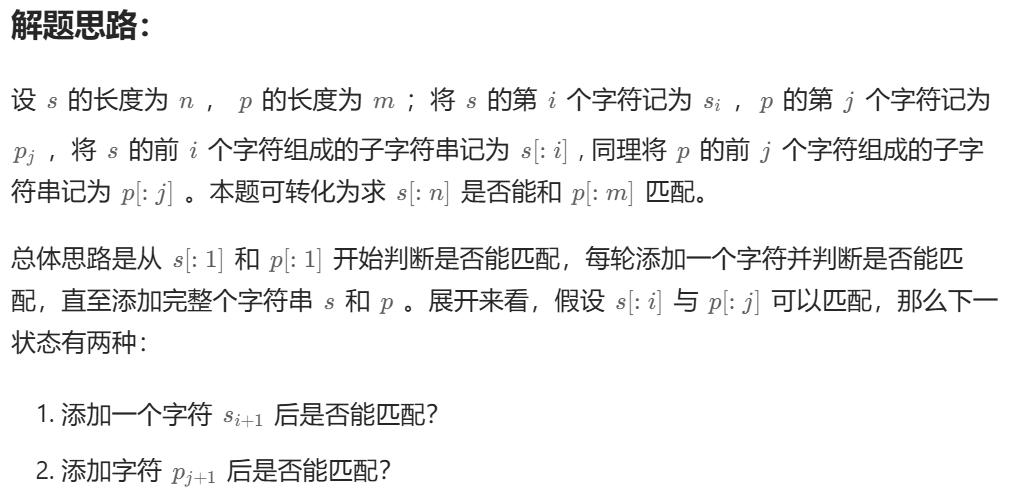 解题思路：
设 s 的长度为 n ， p 的长度为 m ；将 s 的第 i 个字符记为 s_i ，p 的第 j 个字符记为
p_j ，将 s 的前 i 个字符组成的子字符串记为 s[: i] , 同理将 p 的前 j 个字符组成的子字
符串记为 p[: j] 。本题可转化为求 s[: n] 是否能和 p[: m] 匹配。
总体思路是从 s[: 1] 和 p[: 1] 开始判断是否能匹配，每轮添加一个字符并判断是否能匹
配，直至添加完整个字符串 s 和 p 。展开来看，假设 s[: i] 与 p[: j] 可以匹配，那么下一
状态有两种：
1. 添加一个字符 s_{i+1} 后是否能匹配？
2. 添加字符 p_{j+1} 后是否能匹配？